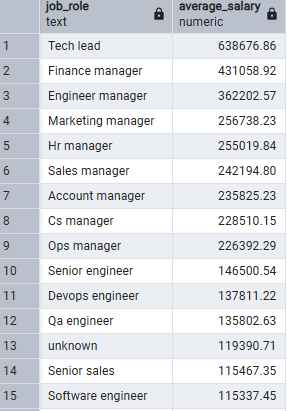 job_role average_salary
text numeric
1 Tech lead 638676.86
2 Finance manager 431058.92
3 Engineer manager 362202.57
4 Marketing manager 256738.23
5 Hr manager 255019.84
6 Sales manager 242194.80
7 Account manager 235825.23
8 Cs manager 228510.15
9 Ops manager 226392.29
10 Senior engineer 146500.54
11 Devops engineer 137811.22
12 Qa engineer 135802.63
13 unknown 119390.71
14 Senior sales 115467.35
15 Software engineer 115337.45